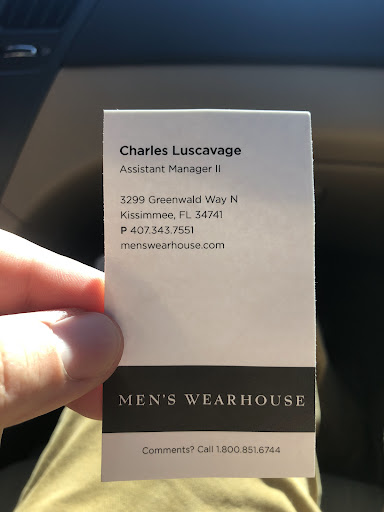 Charles Luscavage
Assistant Manager II
3299 Greenwald Way N
Kissimmee, FL 34741
P 407.343.7551
menswearhouse.com
MEN'S WEARHOUSE
Comments? Call 1.800.851.6744